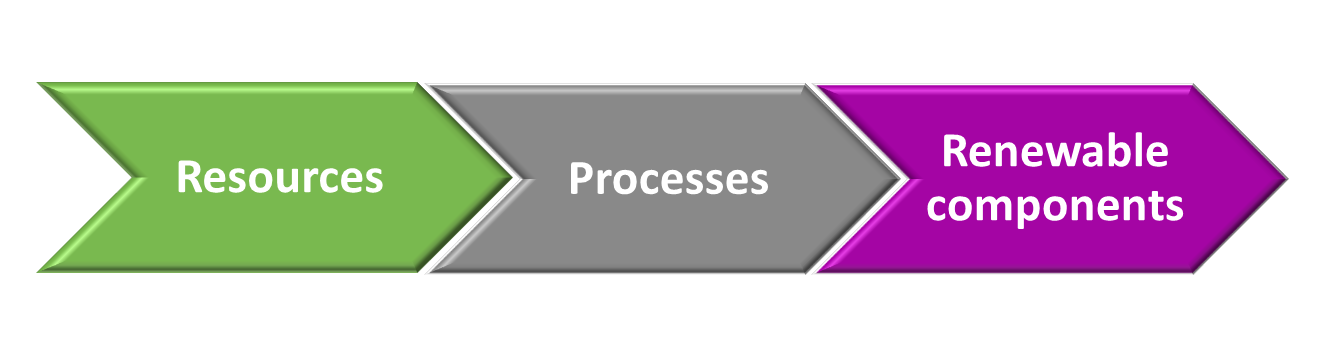 Resources
Processes
Renewable
components